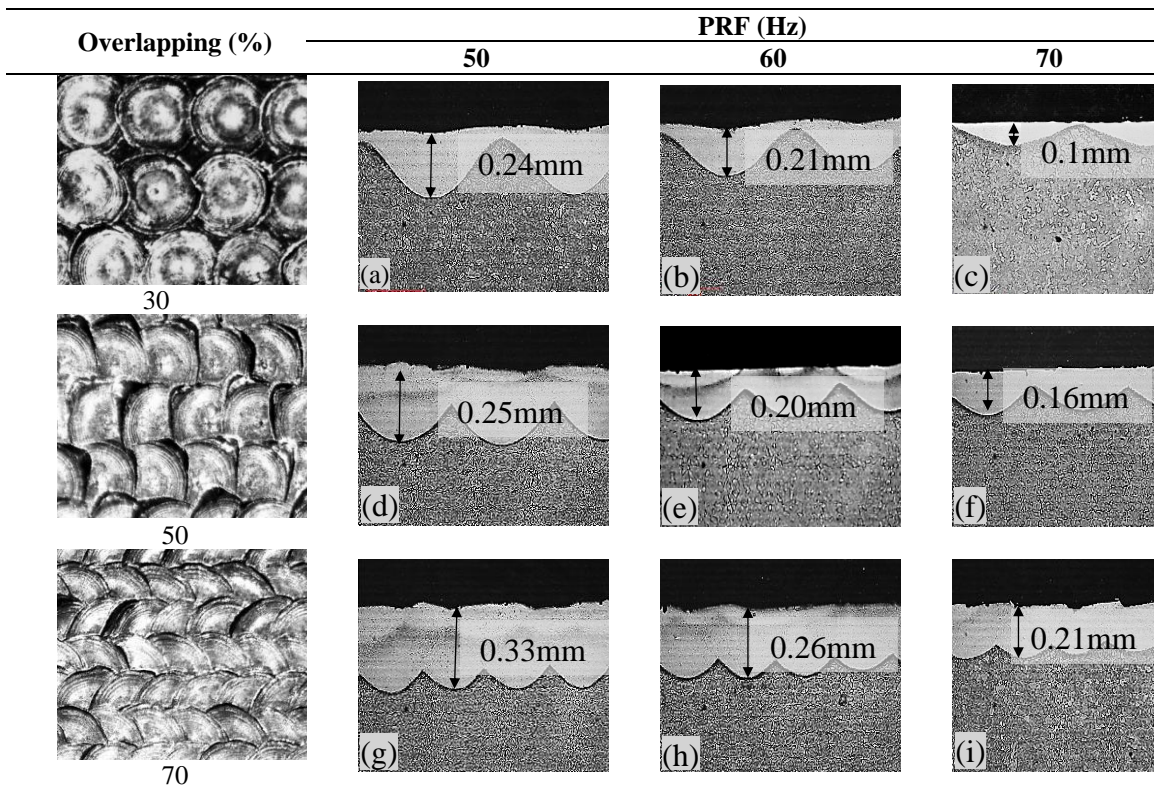 Overlapping (%)
PRF (Hz)
50 60 70
0.24mm 0.21mm 0.1mm
(a) (b) (c)
30
0.25mm 0.20mm 0.16mm
(d) (e) (f)
50
0.33mm 0.26mm 0.21mm
(g) (h) (i)
70